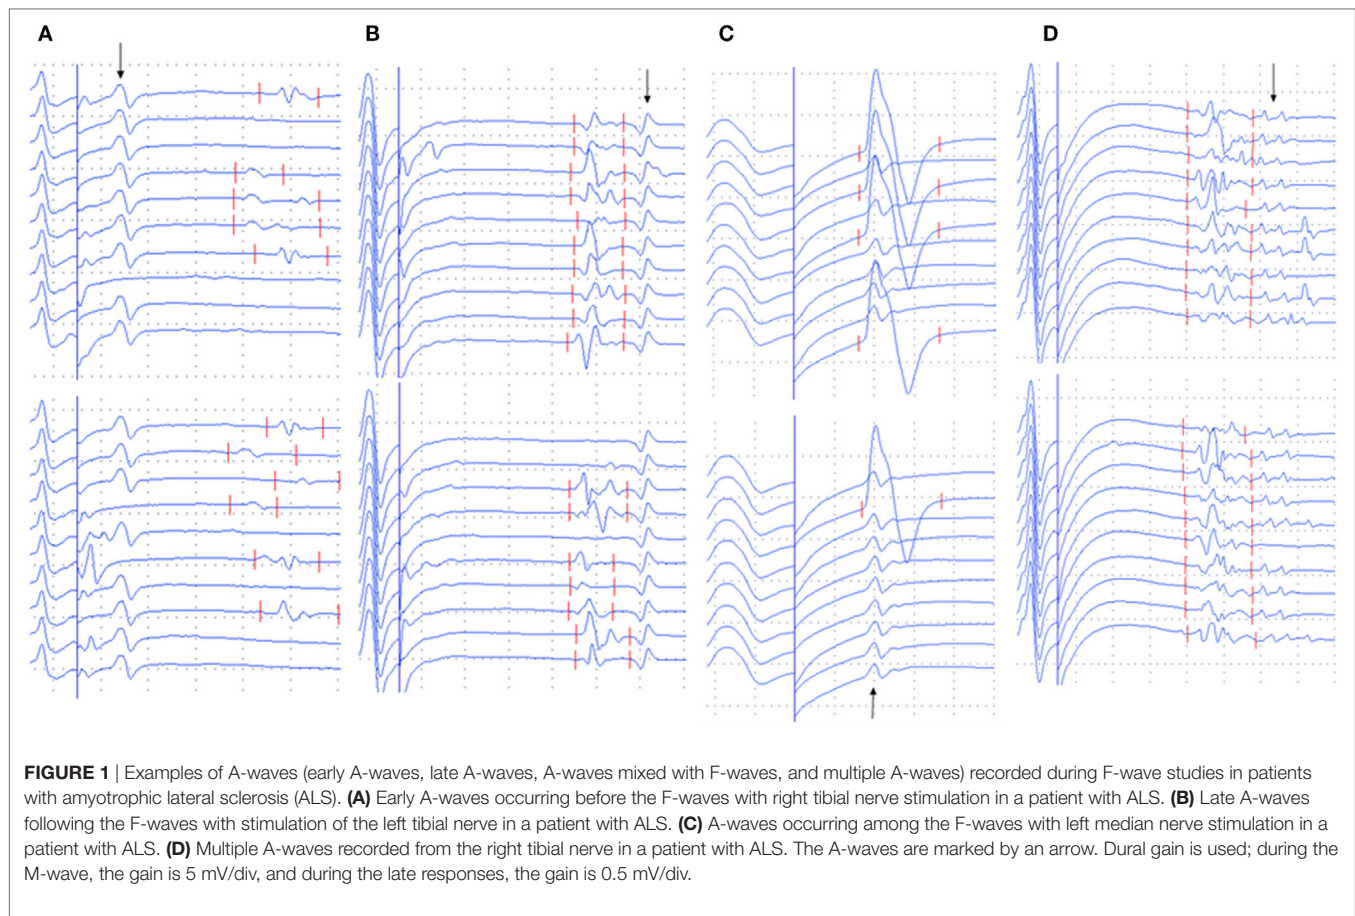 A
B
C
D
FIGURE 1 | Examples of A-waves (early A-waves, late A-waves, A-waves mixed with F-waves, and multiple A-waves) recorded during F-wave studies in patients
with amyotrophic lateral sclerosis (ALS). (A) Early A-waves occurring before the F-waves with right tibial nerve stimulation in a patient with ALS. (B) Late A-waves
following the F-waves with stimulation of the left tibial nerve in a patient with ALS. (C) A-waves occurring among the F-waves with left median nerve stimulation in a
patient with ALS. (D) Multiple A-waves recorded from the right tibial nerve in a patient with ALS. The A-waves are marked by an arrow. Dural gain is used; during the
M-wave, the gain is 5 mV/div, and during the late responses, the gain is 0.5 mV/div.